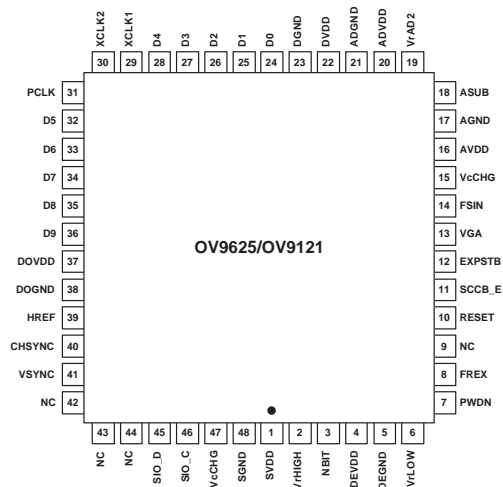 XCLK2 XCLK1 D4 D3 D2 D1 D0 DGND DVDD ADGND ADVDD VrAD2
30 29 28 27 26 25 24 23 22 21 20 19
PCLK 31 18 ASUB
D5 32 17 AGND
D6 33 16 AVDD
D7 34 15 VcCHG
D8 35 14 FSIN
D9 36 13 VGA
OV9625/OV9121
DOVDD 37 12 EXPSTB
DOGND 38 11 SCCB_E
HREF 39 10 RESET
CHSYNC 40 9 NC
VSYNC 41 8 FREX
NC 42 7 PWDN
43 44 45 46 47 48 1 2 3 4 5 6
NC NC SIO_D SIO_C VcCHG SGND SVDD VrHIGH NBIT DEVDD DEGND VrLOW